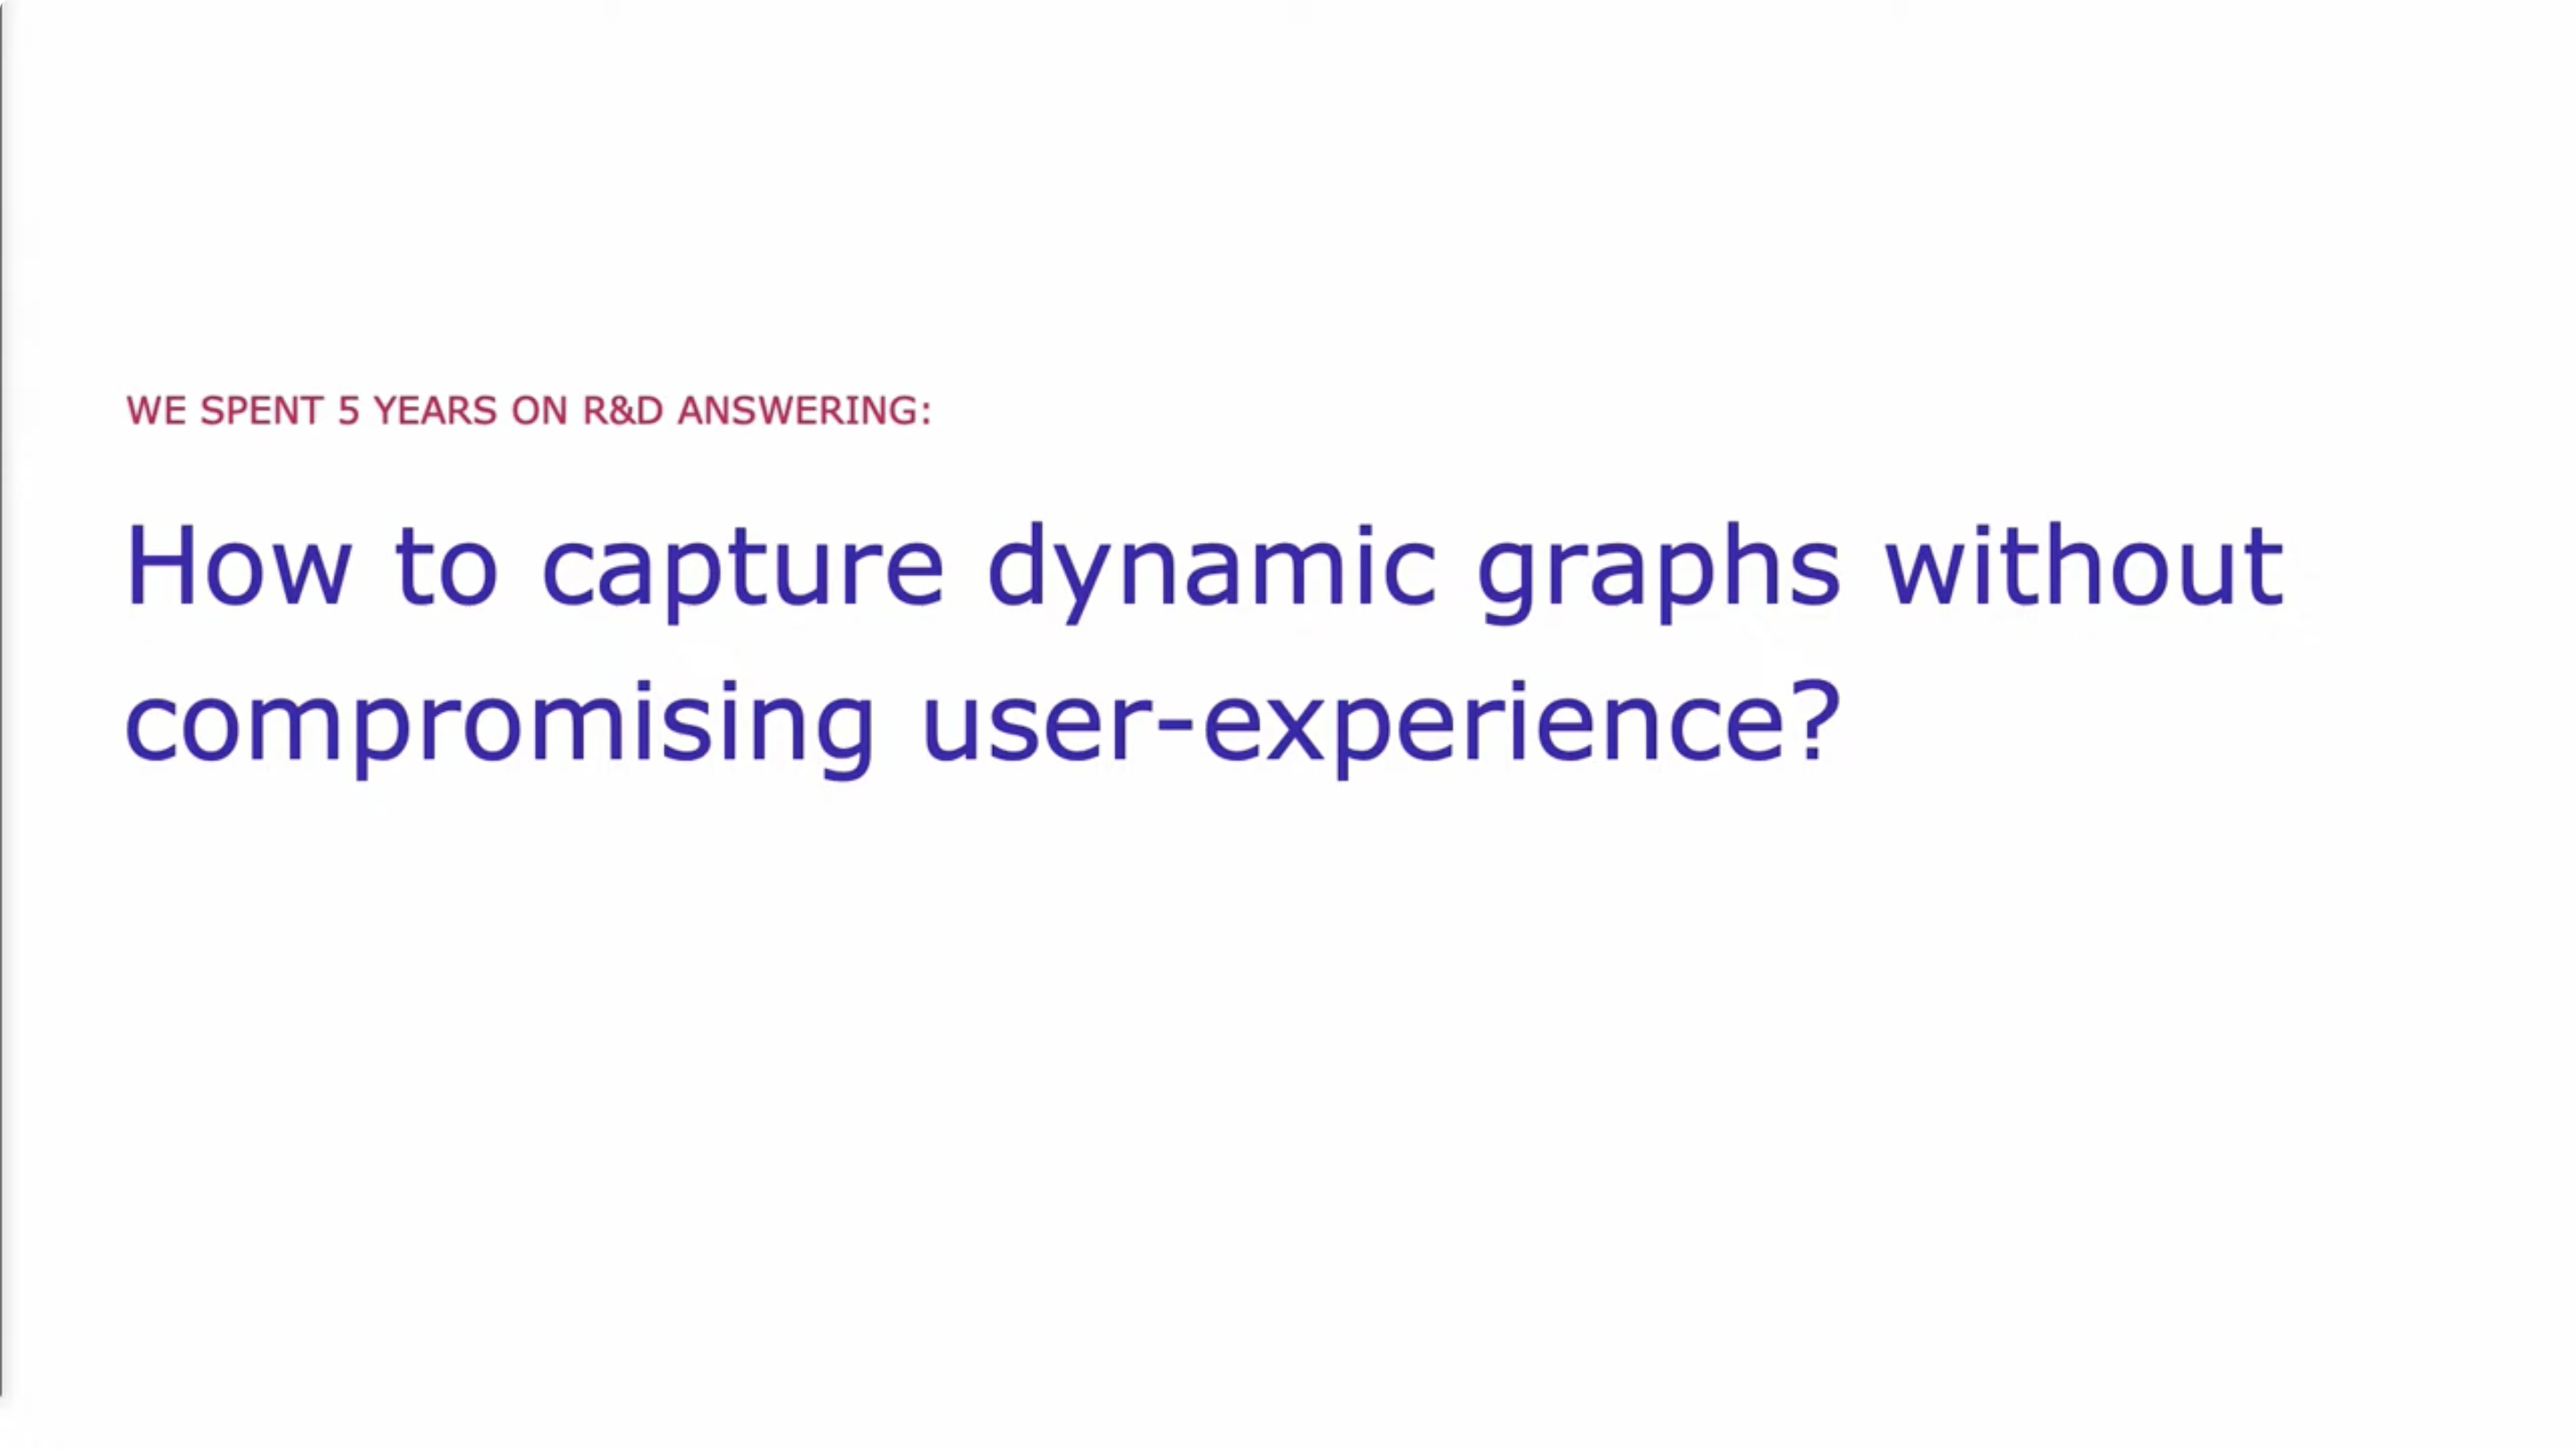 WE SPENT 5 YEARS ON R&D ANSWERING:
How to capture dynamic graphs without
compromising user-experience?